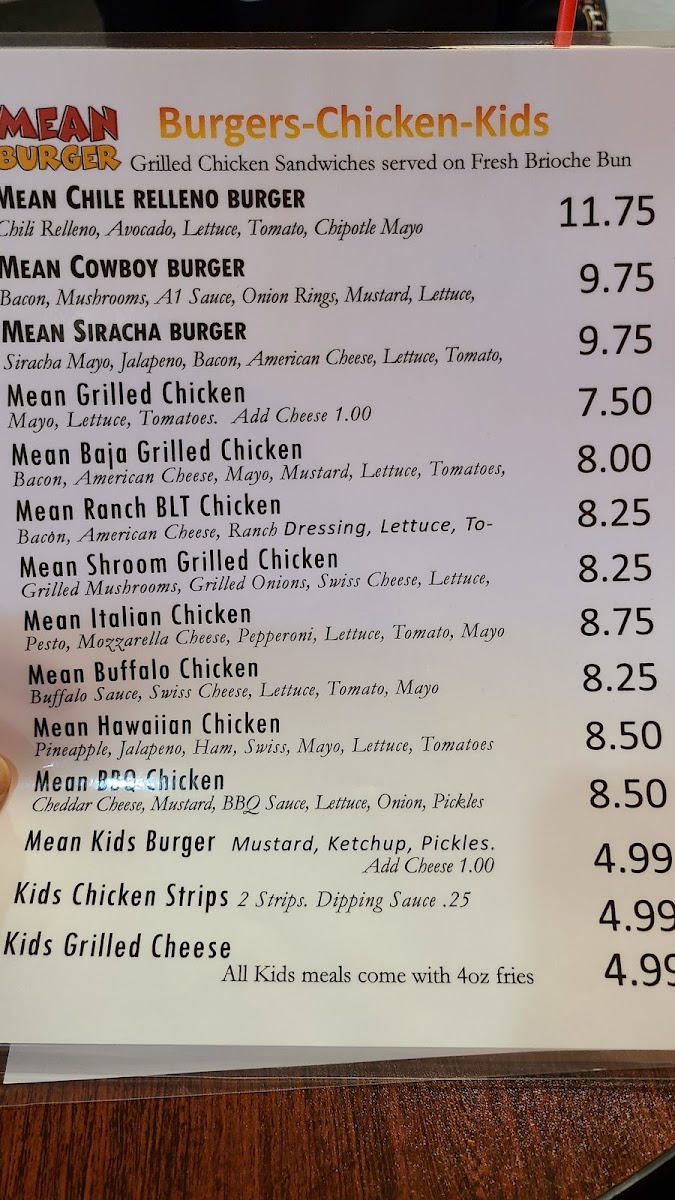 MEAN
BURGER
Burgers-Chicken-Kids
Grilled Chicken Sandwiches served on Fresh Brioche Bun
MEAN CHILE RELLENO BURGER 11.75
Chili Relleno, Avocado, Lettuce, Tomato, Chipotle Mayo
MEAN COWBOY BURGER 9.75
Bacon, Mushrooms, A1 Sauce, Onion Rings, Mustard, Lettuce,
MEAN SIRACHA BURGER 9.75
Siracha Mayo, Jalapeno, Bacon, American Cheese, Lettuce, Tomato,
Mean Grilled Chicken 7.50
Mayo, Lettuce, Tomatoes. Add Cheese 1.00
Mean Baja Grilled Chicken 8.00
Bacon, American Cheese, Mayo, Mustard, Lettuce, Tomatoes,
Mean Ranch BLT Chicken 8.25
Bacon, American Cheese, Ranch Dressing, Lettuce, To-
Mean Shroom Grilled Chicken 8.25
Grilled Mushrooms, Grilled Onions, Swiss Cheese, Lettuce,
Mean Italian Chicken 8.75
Pesto, Mozzarella Cheese, Pepperoni, Lettuce, Tomato, Mayo
Mean Buffalo Chicken 8.25
Buffalo Sauce, Swiss Cheese, Lettuce, Tomato, Mayo
Mean Hawaiian Chicken 8.50
Pineapple, Jalapeno, Ham, Swiss, Mayo, Lettuce, Tomatoes
Mean BBQ Chicken 8.50
Cheddar Cheese, Mustard, BBQ Sauce, Lettuce, Onion, Pickles
Mean Kids Burger Mustard, Ketchup, Pickles. 4.99
Add Cheese 1.00
Kids Chicken Strips 2 Strips. Dipping Sauce .25 4.99
Kids Grilled Cheese 4.99
All Kids meals come with 4oz fries